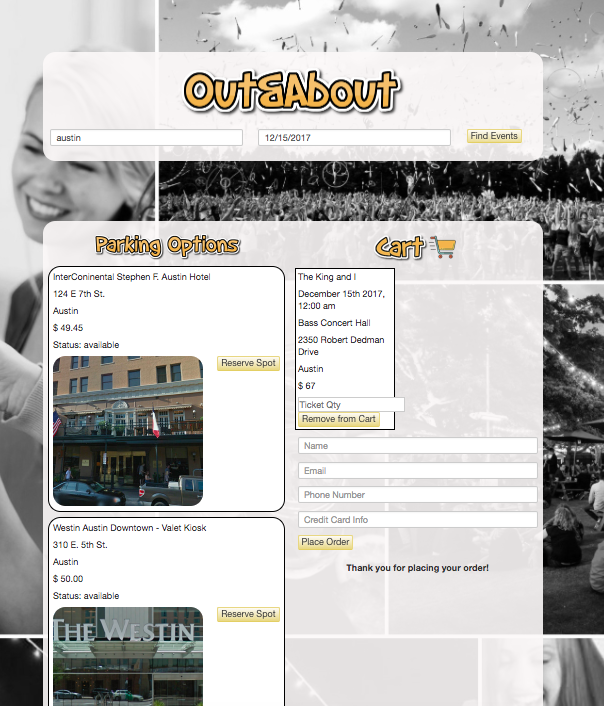 Out&About
austin
12/15/2017
Find Events
Parking Options
InterContinental Stephen F. Austin Hotel
124 E 7th St.
Austin
$ 49.45
Status: available
Reserve Spot
Westin Austin Downtown - Valet Kiosk
310 E. 5th St.
Austin
$ 50.00
Status: available
Reserve Spot
THE WESTIN
Cart
The King and I
December 15th 2017,
12:00 am
Bass Concert Hall
2350 Robert Dedman
Drive
Austin
$ 67
Ticket Qty
Remove from Cart
Name
Email
Phone Number
Credit Card Info
Place Order
Thank you for placing your order!